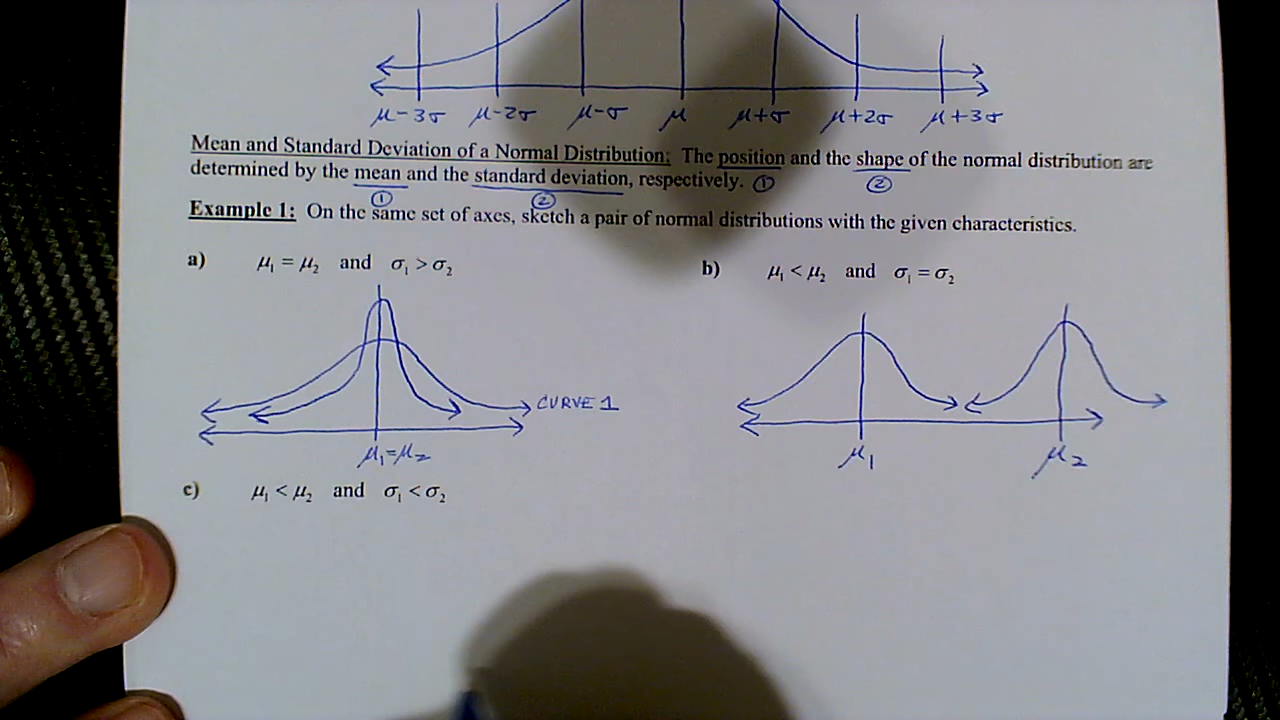 μ-3σ μ-2σ μ-σ μ μ+σ μ+2σ μ+3σ
Mean and Standard Deviation of a Normal Distribution: The position and the shape of the normal distribution are
determined by the mean and the standard deviation, respectively. ① ②
① ②
Example 1: On the same set of axes, sketch a pair of normal distributions with the given characteristics.
a) μ₁ = μ₂ and σ₁ > σ₂
b) μ₁ < μ₂ and σ₁ = σ₂
CURVE 1
μ₁=μ₂
μ₁ μ₂
c) μ₁ < μ₂ and σ₁ < σ₂